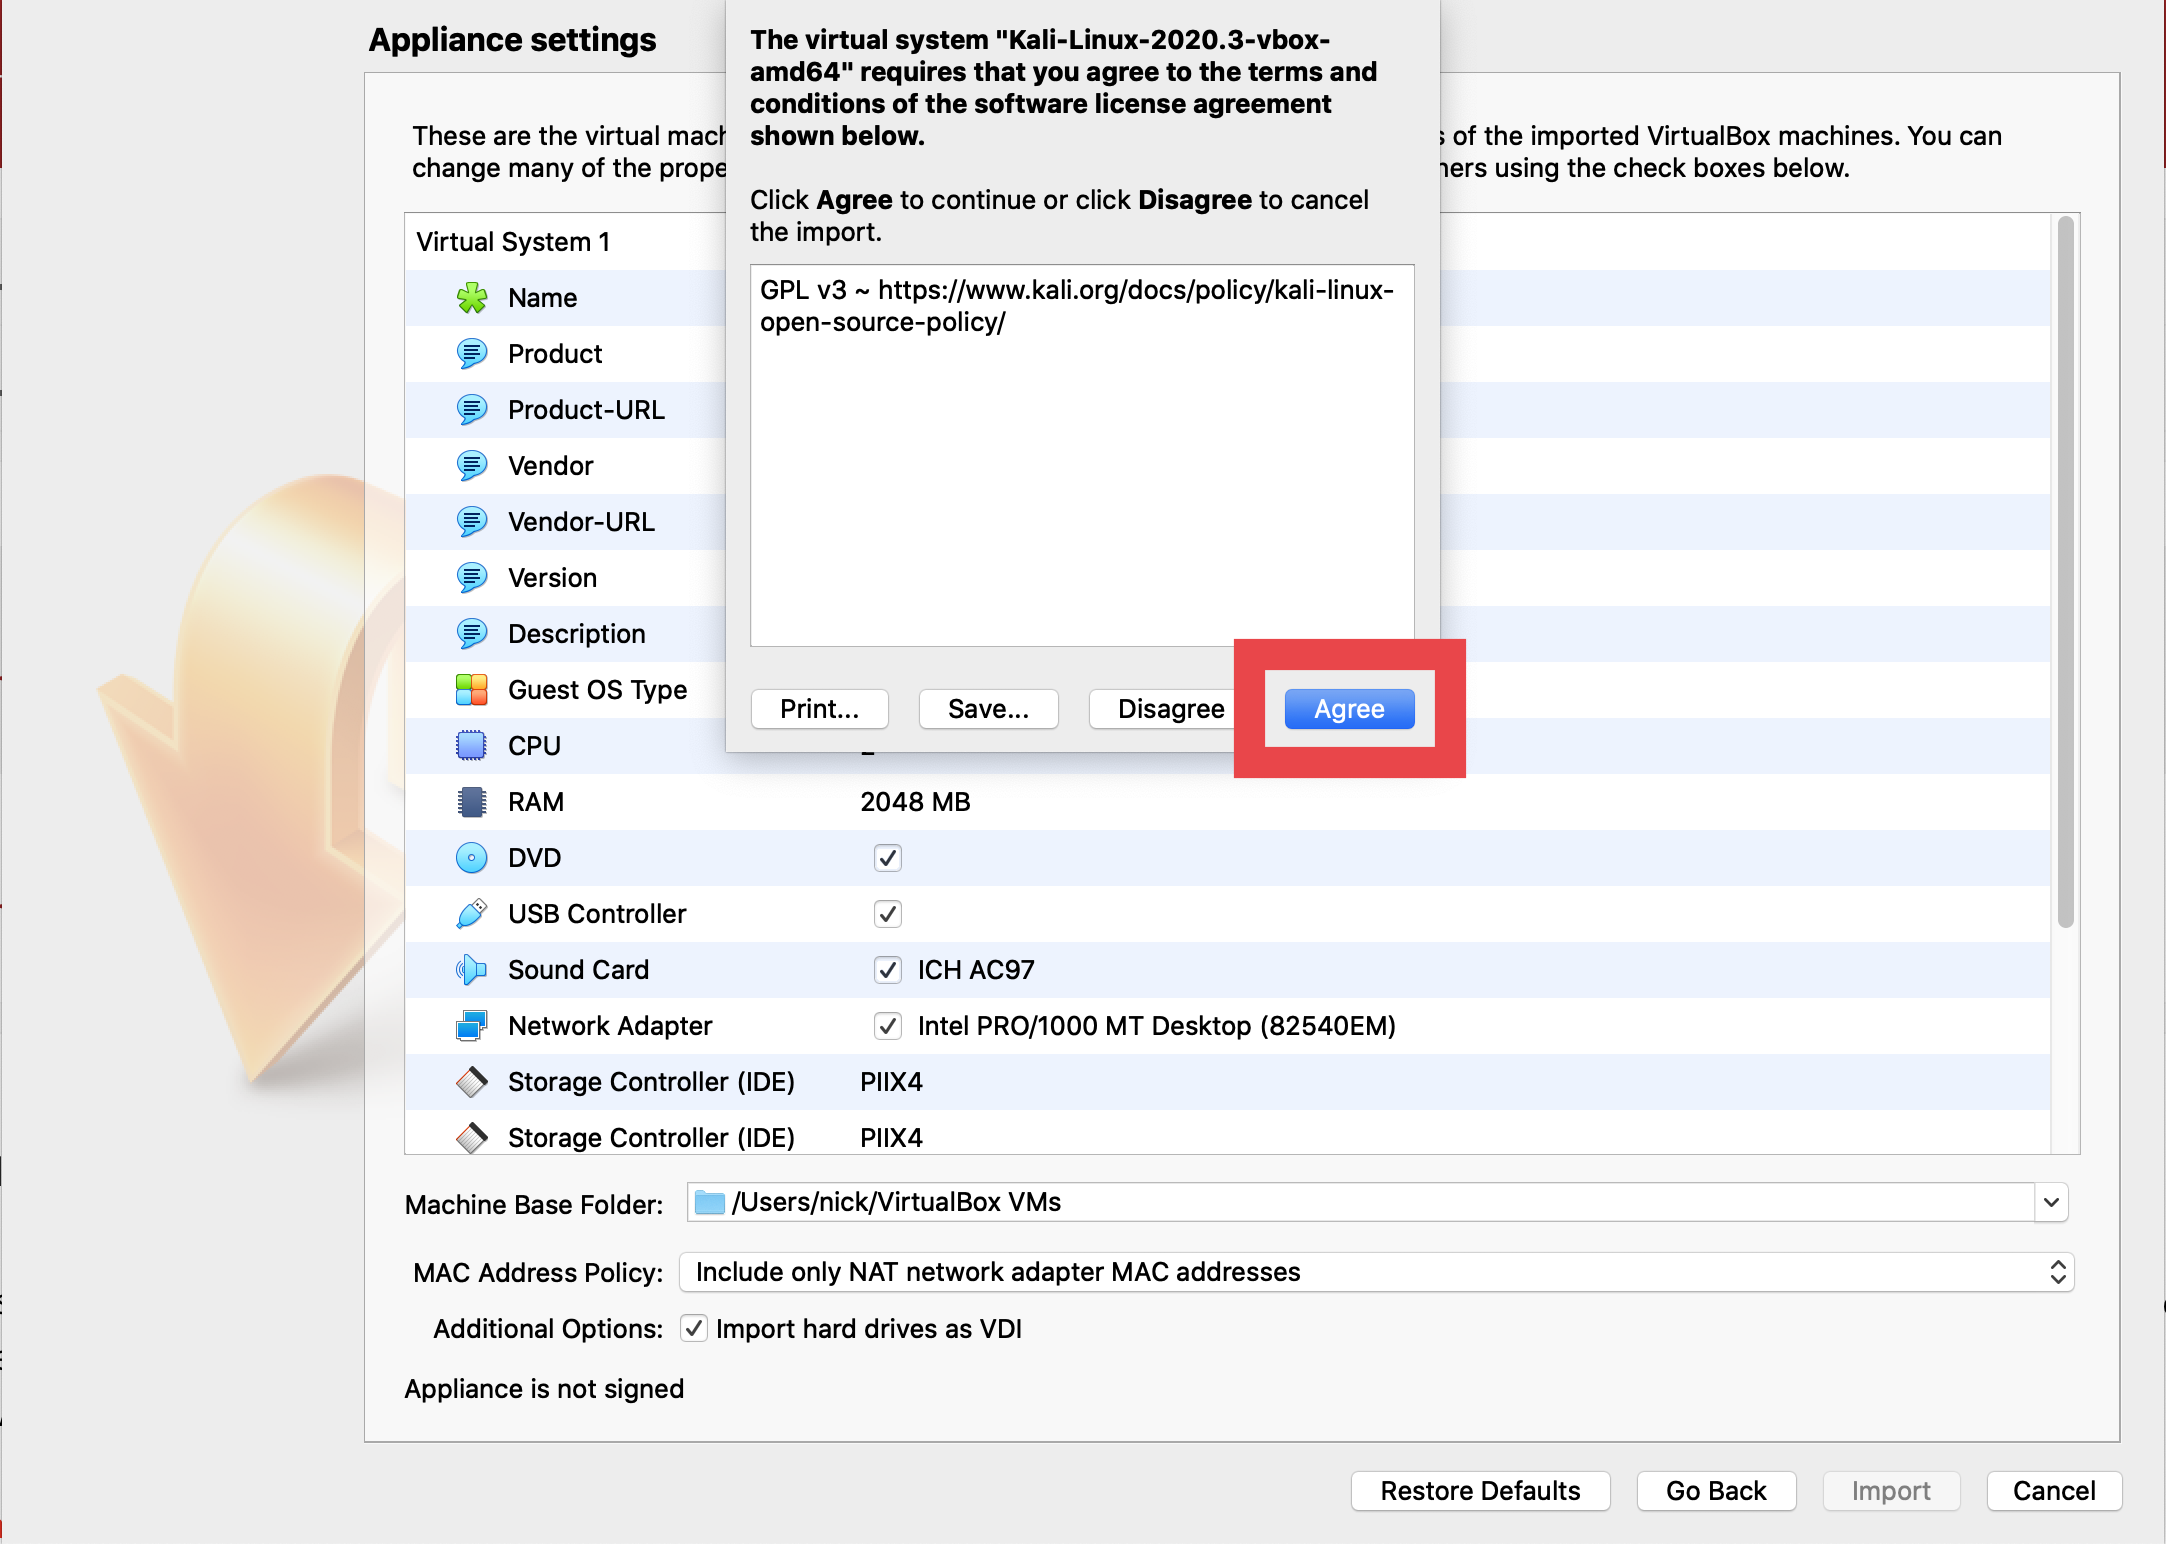 Appliance settings
The virtual system "Kali-Linux-2020.3-vbox-
amd64" requires that you agree to the terms and
conditions of the software license agreement
shown below.
Click Agree to continue or click Disagree to cancel
the import.
GPL v3 ~ https://www.kali.org/docs/policy/kali-linux-
open-source-policy/
Print...
Save...
Disagree
Agree
These are the virtual
of the imported VirtualBox machines. You can
change many of the
using the check boxes below.
Virtual System 1
Name
Product
Product-URL
Vendor
Vendor-URL
Version
Description
Guest OS Type
CPU
RAM 2048 MB
DVD
USB Controller
Sound Card ICH AC97
Network Adapter Intel PRO/1000 MT Desktop (82540EM)
Storage Controller (IDE) PIIX4
Storage Controller (IDE) PIIX4
Machine Base Folder: /Users/nick/VirtualBox VMs
MAC Address Policy: Include only NAT network adapter MAC addresses
Additional Options: Import hard drives as VDI
Appliance is not signed
Restore Defaults
Go Back
Import
Cancel